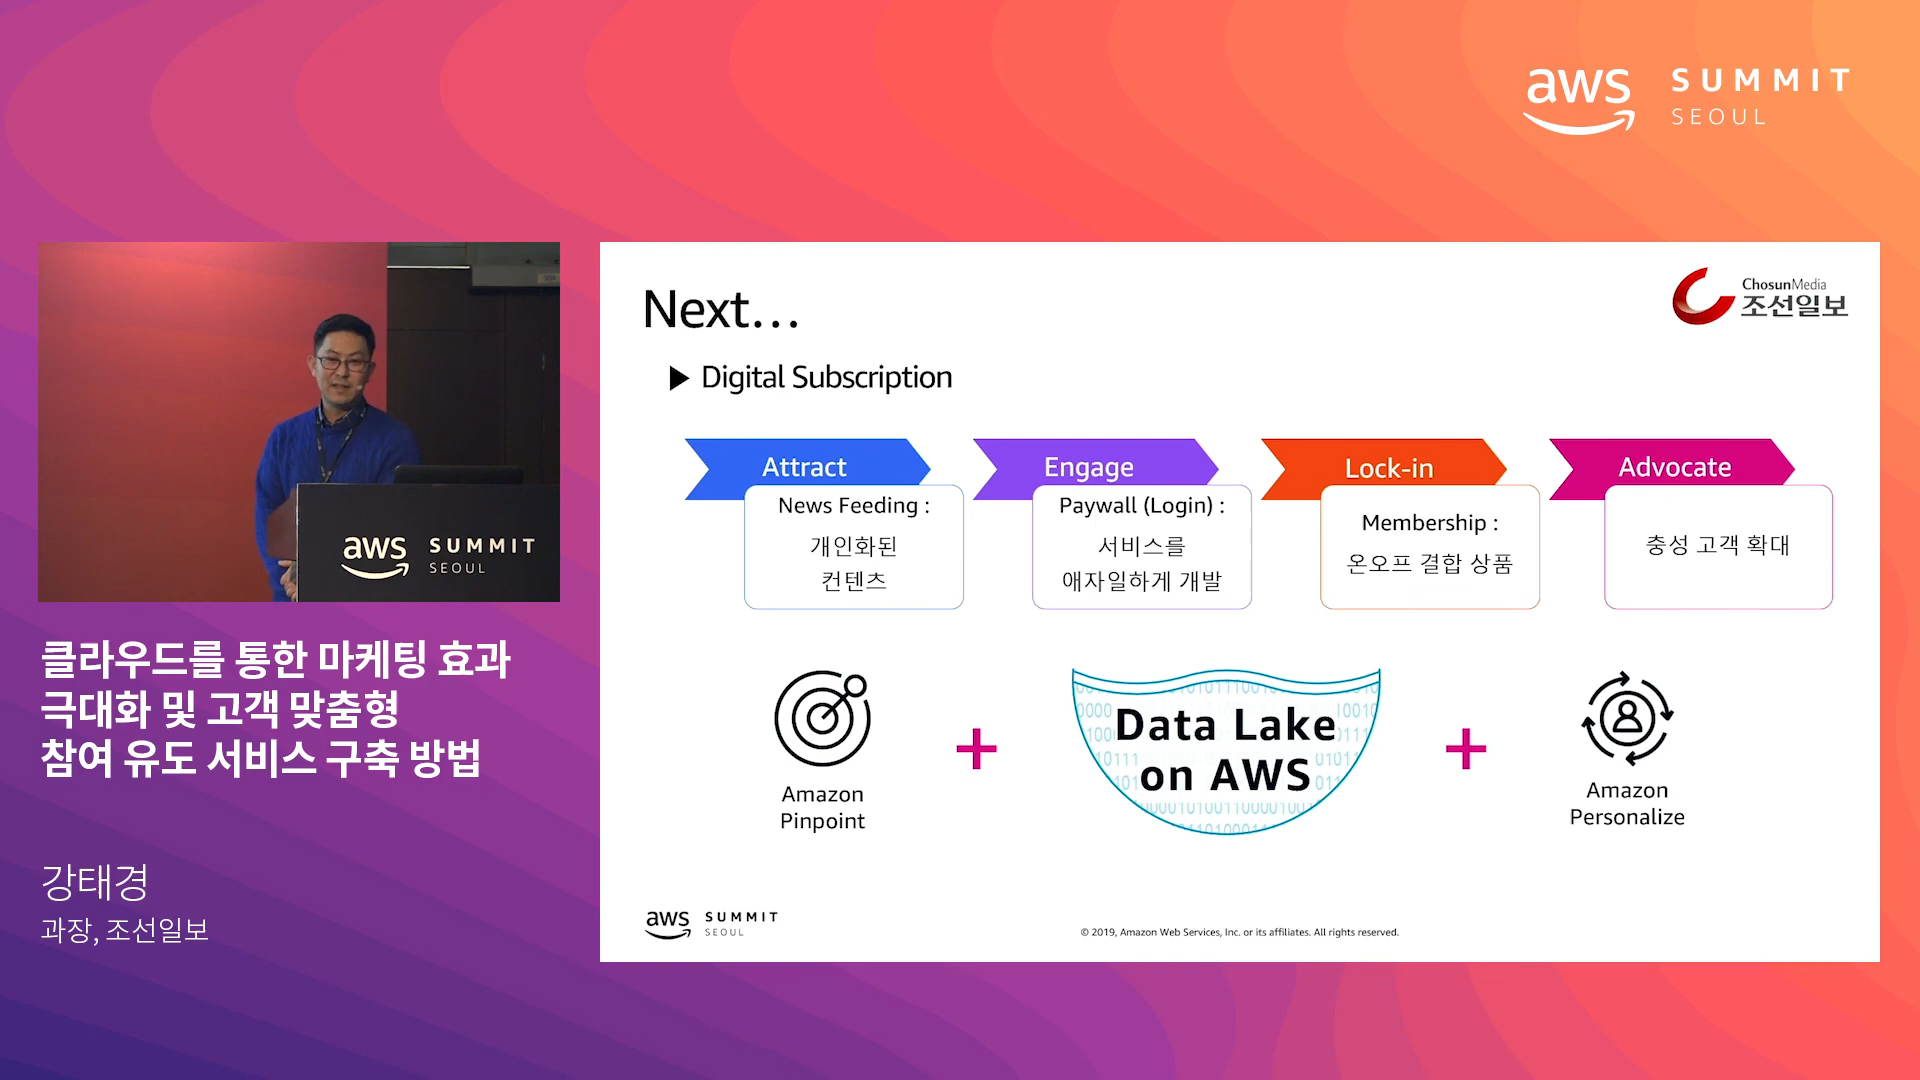 aws SUMMIT
SEOUL
ChosunMedia
조선일보
Next...
▶ Digital Subscription
Attract
News Feeding :
개인화된
컨텐츠
Engage
Paywall (Login) :
서비스를
애자일하게 개발
Lock-in
Membership :
온오프 결합 상품
Advocate
충성 고객 확대
Amazon
Pinpoint
+
Data Lake
on AWS
+
Amazon
Personalize
aws SUMMIT
SEOUL
© 2019, Amazon Web Services, Inc. or its affiliates. All rights reserved.
aws SUMMIT
SEOUL
클라우드를 통한 마케팅 효과
극대화 및 고객 맞춤형
참여 유도 서비스 구축 방법
강태경
과장, 조선일보